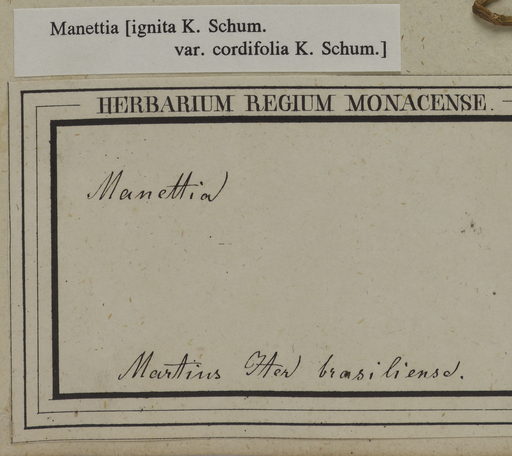 Manettia [ignita K. Schum.
var. cordifolia K. Schum.]
HERBARIUM REGIUM MONACENSE.
Manettia
Martius Iter brasiliense.